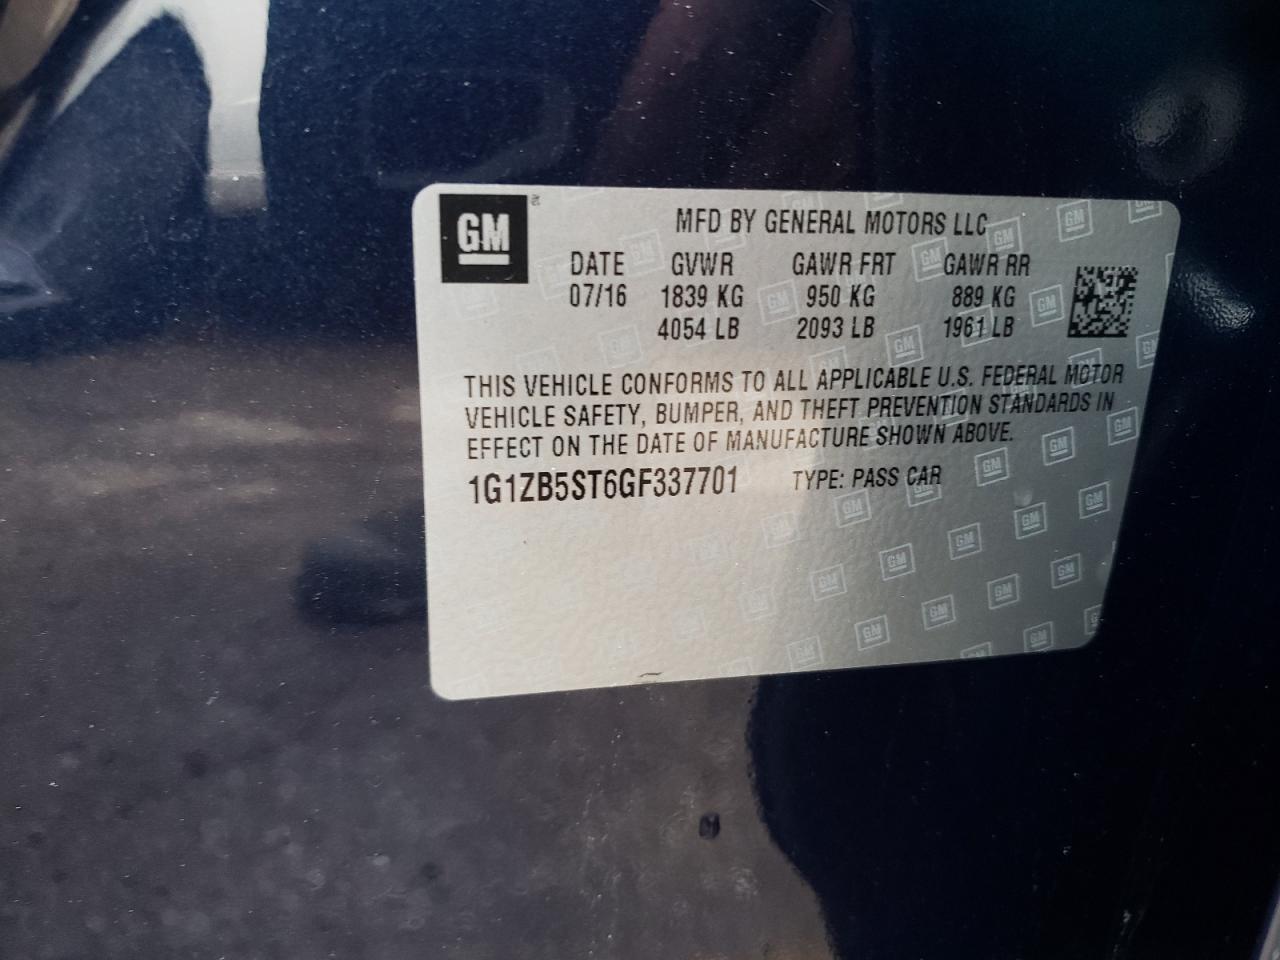 GM
MFD BY GENERAL MOTORS LLC
DATE GVWR GAWR FRT GAWR RR
07/16 1839 KG 950 KG 889 KG
4054 LB 2093 LB 1961 LB
THIS VEHICLE CONFORMS TO ALL APPLICABLE U.S. FEDERAL MOTOR
VEHICLE SAFETY, BUMPER, AND THEFT PREVENTION STANDARDS IN
EFFECT ON THE DATE OF MANUFACTURE SHOWN ABOVE.
1G1ZB5ST6GF337701 TYPE: PASS CAR